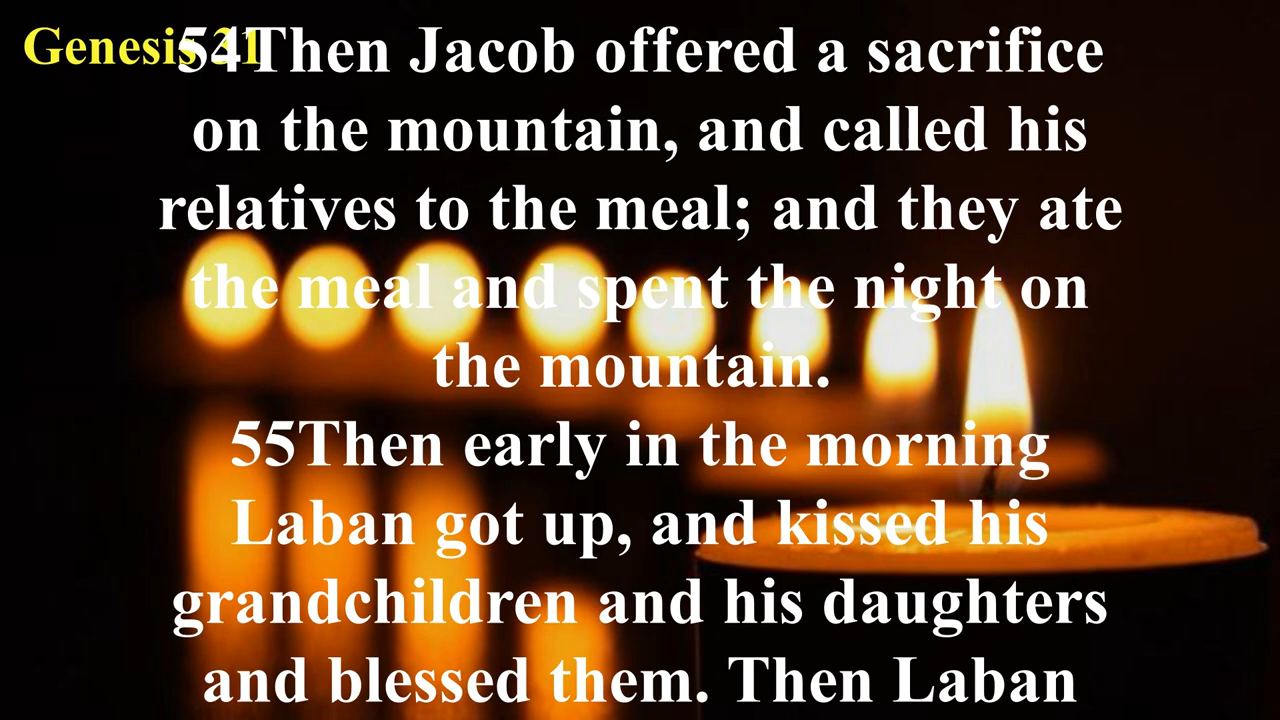 Genesis 31
54Then Jacob offered a sacrifice
on the mountain, and called his
relatives to the meal; and they ate
the meal and spent the night on
the mountain.
55Then early in the morning
Laban got up, and kissed his
grandchildren and his daughters
and blessed them. Then Laban